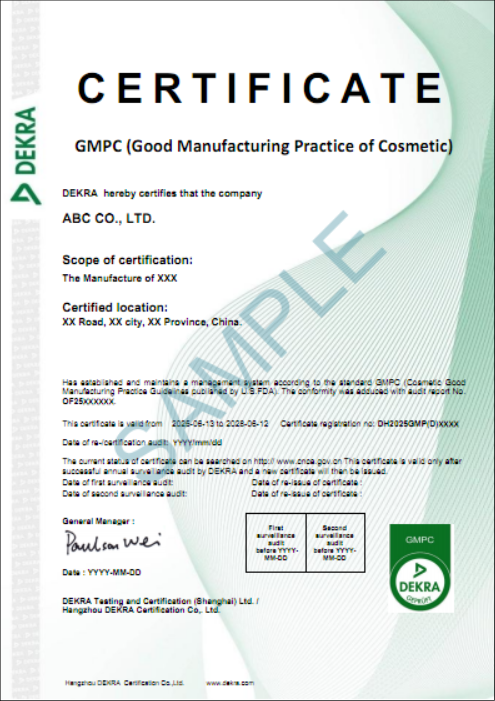 CERTIFICATE
GMPC (Good Manufacturing Practice of Cosmetic)
DEKRA
DEKRA hereby certifies that the company
ABC CO., LTD.
Scope of certification:
The Manufacture of XXX
Certified location:
XX Road, XX city, XX Province, China.
SAMPLE
Has established and maintains a management system according to the standard GMPC (Cosmetic Good
Manufacturing Practice Guidelines published by U.S.FDA). The conformity was adduced with audit report No.
OF25XXXXXX.
This certificate is valid from 2025-06-13 to 2028-06-12 Certificate registration no: DH2025GMP(D)XXXX
Date of re-/certification audit: YYYY/mm/dd
The current status of certificate can be searched on http:// www.cnca.gov.cn This certificate is valid only after
successful annual surveillance audit by DEKRA and a new certificate will then be issued.
Date of first surveillance audit: Date of re-issue of certificate :
Date of second surveillance audit: Date of re-issue of certificate :
General Manager :
Paulson Wei
First
surveillance
audit
before YYYY-
MM-DD
Second
surveillance
audit
before YYYY-
MM-DD
GMPC
DEKRA
GEPRÜFT
Date : YYYY-MM-DD
DEKRA Testing and Certification (Shanghai) Ltd. /
Hangzhou DEKRA Certification Co,. Ltd.
Hangzhou DEKRA Certification Co.,Ltd. www.dekra.com